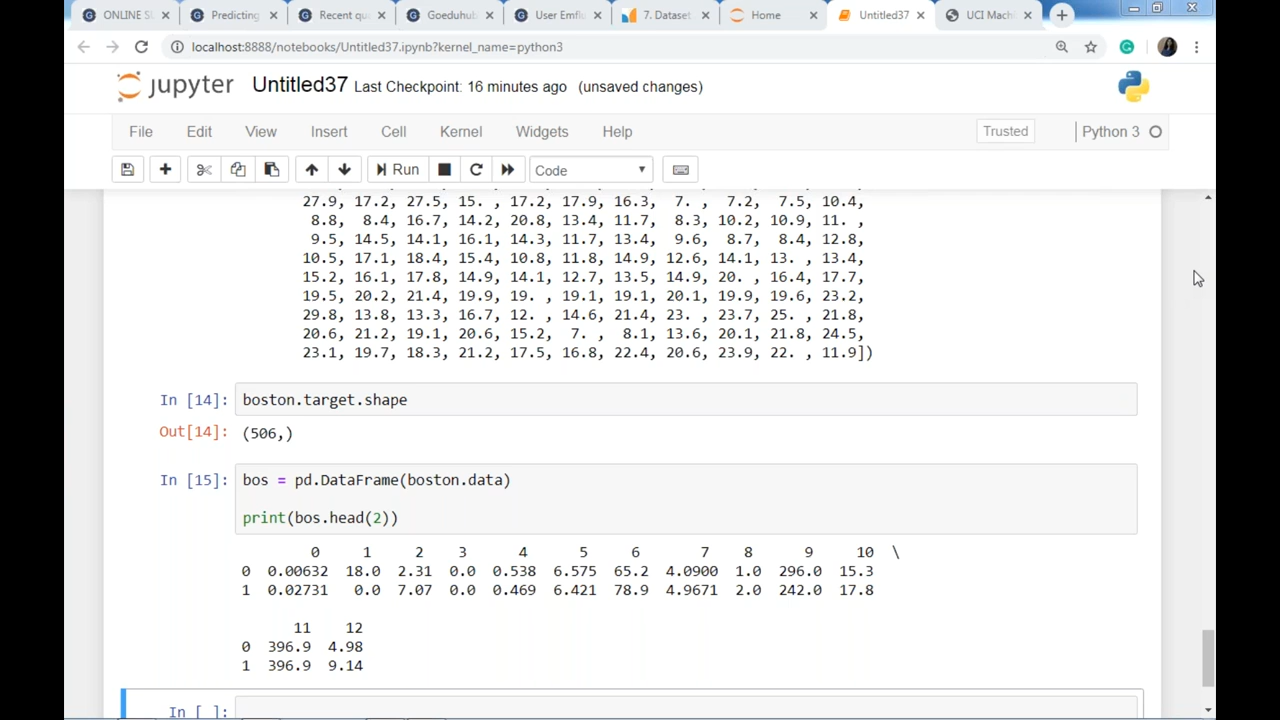 ONLINE SU
Predicting
Recent qu
Goeduhub
User Emflu
7. Dataset
Home
Untitled37
UCI Machi
localhost:8888/notebooks/Untitled37.ipynb?kernel_name=python3
jupyter Untitled37 Last Checkpoint: 16 minutes ago (unsaved changes)
File Edit View Insert Cell Kernel Widgets Help Trusted Python 3
Run Code
27.9, 17.2, 27.5, 15. , 17.2, 17.9, 16.3, 7. , 7.2, 7.5, 10.4,
8.8, 8.4, 16.7, 14.2, 20.8, 13.4, 11.7, 8.3, 10.2, 10.9, 11. ,
9.5, 14.5, 14.1, 16.1, 14.3, 11.7, 13.4, 9.6, 8.7, 8.4, 12.8,
10.5, 17.1, 18.4, 15.4, 10.8, 11.8, 14.9, 12.6, 14.1, 13. , 13.4,
15.2, 16.1, 17.8, 14.9, 14.1, 12.7, 13.5, 14.9, 20. , 16.4, 17.7,
19.5, 20.2, 21.4, 19.9, 19. , 19.1, 19.1, 20.1, 19.9, 19.6, 23.2,
29.8, 13.8, 13.3, 16.7, 12. , 14.6, 21.4, 23. , 23.7, 25. , 21.8,
20.6, 21.2, 19.1, 20.6, 15.2, 7. , 8.1, 13.6, 20.1, 21.8, 24.5,
23.1, 19.7, 18.3, 21.2, 17.5, 16.8, 22.4, 20.6, 23.9, 22. , 11.9])
In [14]: boston.target.shape
Out[14]: (506,)
In [15]: bos = pd.DataFrame(boston.data)
print(bos.head(2))
0 1 2 3 4 5 6 7 8 9 10 \
0 0.00632 18.0 2.31 0.0 0.538 6.575 65.2 4.0900 1.0 296.0 15.3
1 0.02731 0.0 7.07 0.0 0.469 6.421 78.9 4.9671 2.0 242.0 17.8
11 12
0 396.9 4.98
1 396.9 9.14
In [ ]: